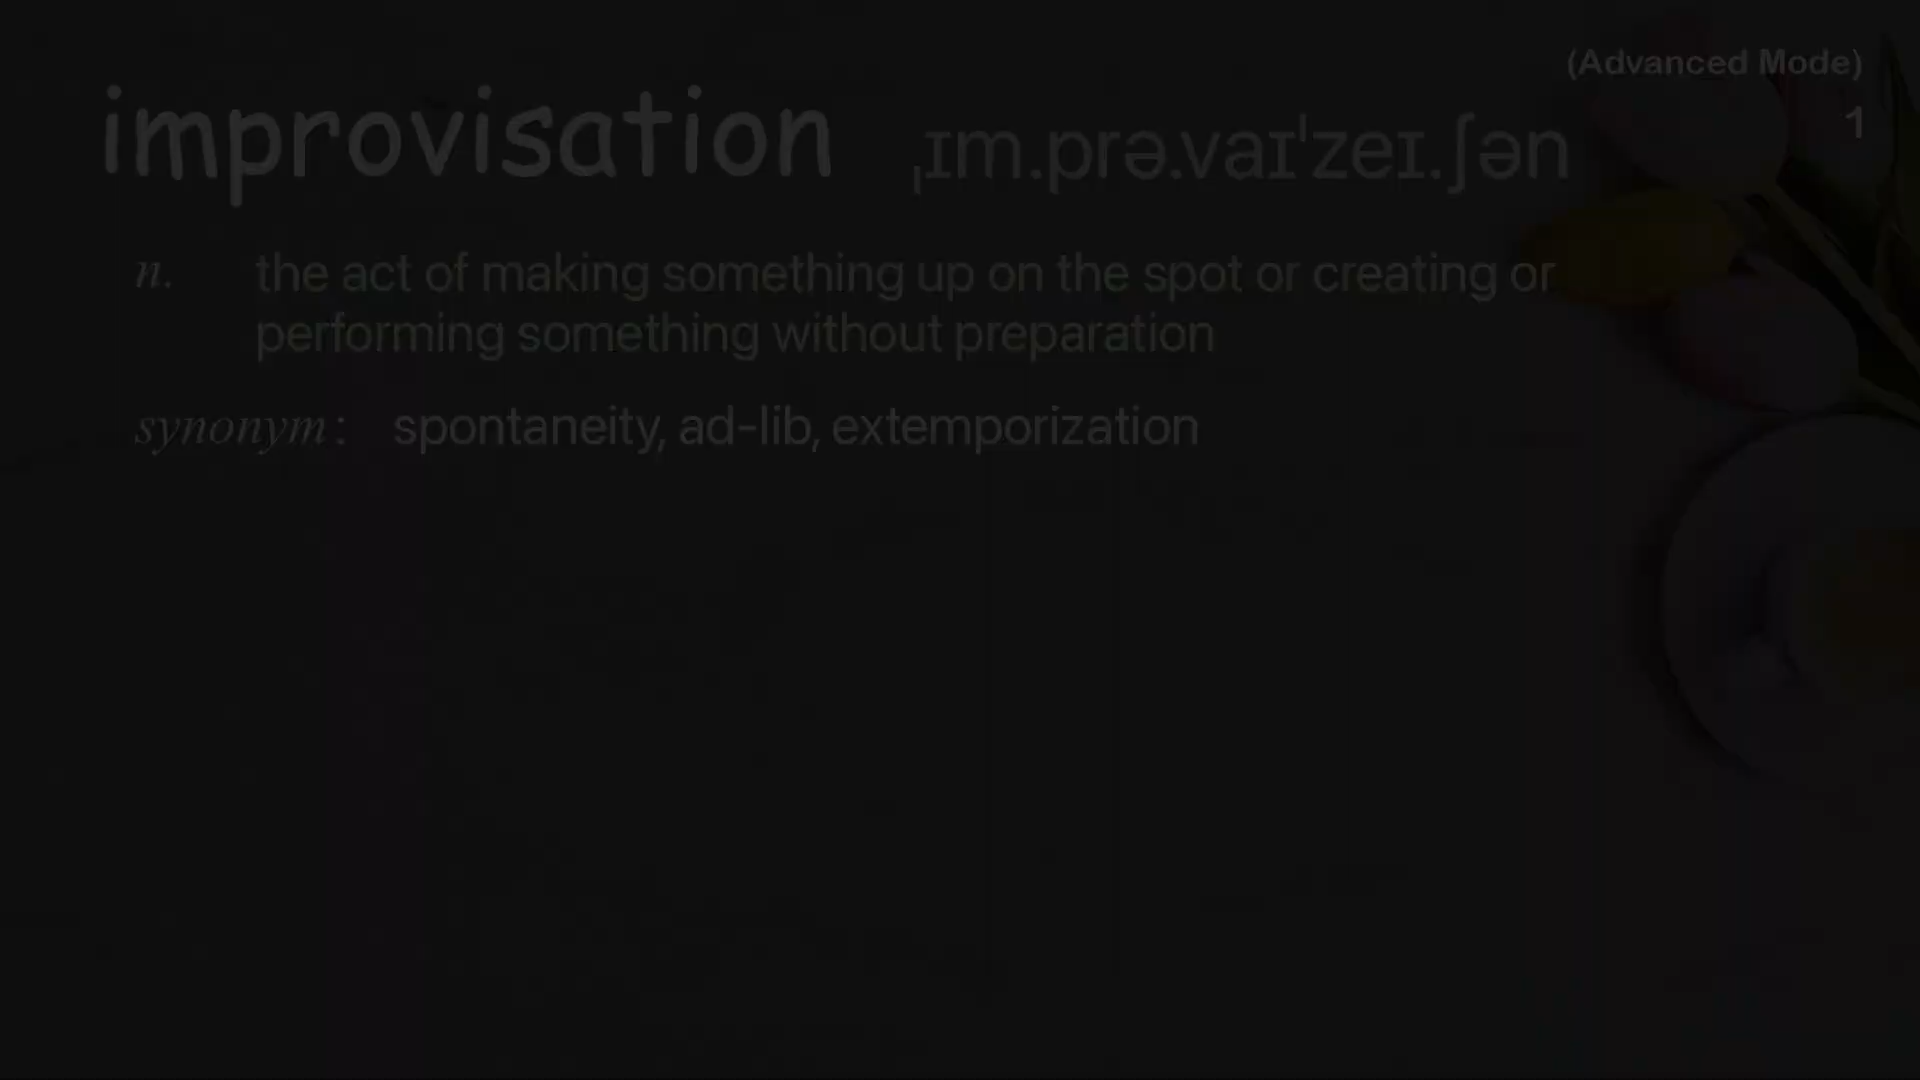 (Advanced Mode)
1
improvisation ˌɪm.prə.vaɪˈzeɪ.ʃən
n. the act of making something up on the spot or creating or
performing something without preparation
synonym: spontaneity, ad-lib, extemporization